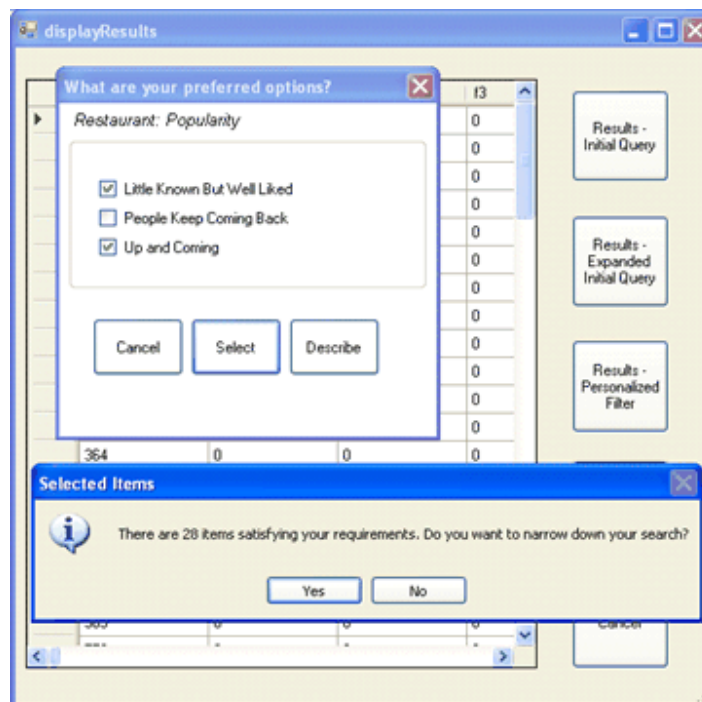 displayResults
What are your preferred options?
f3
Restaurant: Popularity
0
0
0
Little Known But Well Liked
0
People Keep Coming Back
0
Up and Coming
0
0
0
Cancel
Select
Describe
0
0
0
0
364 0 0 0
Results -
Initial Query
Results -
Expanded
Initial Query
Results -
Personalized
Filter
Selected Items
There are 28 items satisfying your requirements. Do you want to narrow down your search?
Yes
No
Cancel